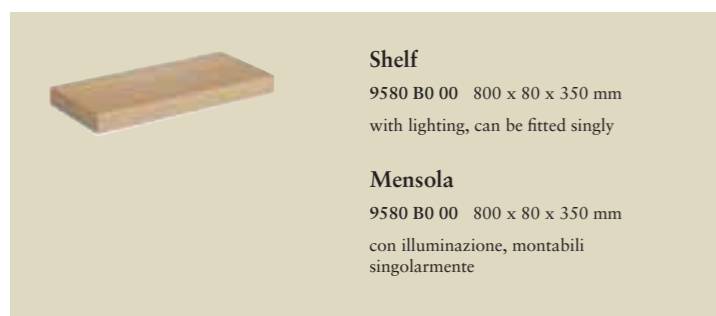 Shelf
9580 B0 00 800 x 80 x 350 mm
with lighting, can be fitted singly
Mensola
9580 B0 00 800 x 80 x 350 mm
con illuminazione, montabili
singolarmente